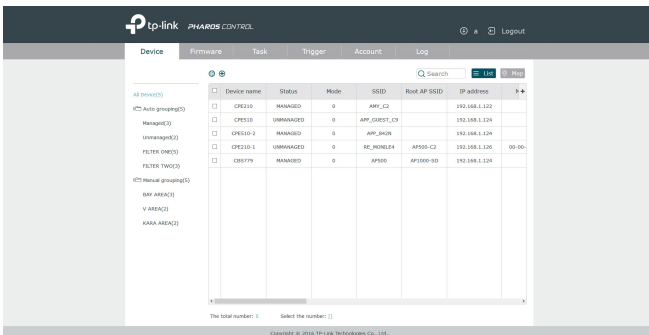 tp-link PHAROS CONTROL
a Logout
Device Firmware Task Trigger Account Log
Search List Map
All Device(5)
Auto grouping(5)
Managed(3)
Unmanaged(2)
FILTER ONE(5)
FILTER TWO(3)
Manual grouping(5)
BAY AREA(3)
V AREA(2)
KARA AREA(2)
Device name Status Mode SSID Root AP SSID IP address
CPE210 MANAGED 0 AMY_C2 192.168.1.122
CPE510 UNMANAGED 0 APP_GUEST_C9 192.168.1.124
CPE510-2 MANAGED 0 APP_842N 192.168.1.124
CPE210-1 UNMANAGED 0 RE_MONILE4 AP500-C2 192.168.1.126 00-00-
CBS779 MANAGED 0 AP500 AP1000-SD 192.168.1.124
The total number: Select the number:
Copyright © 2016 TP-Link Technologies Co., Ltd.